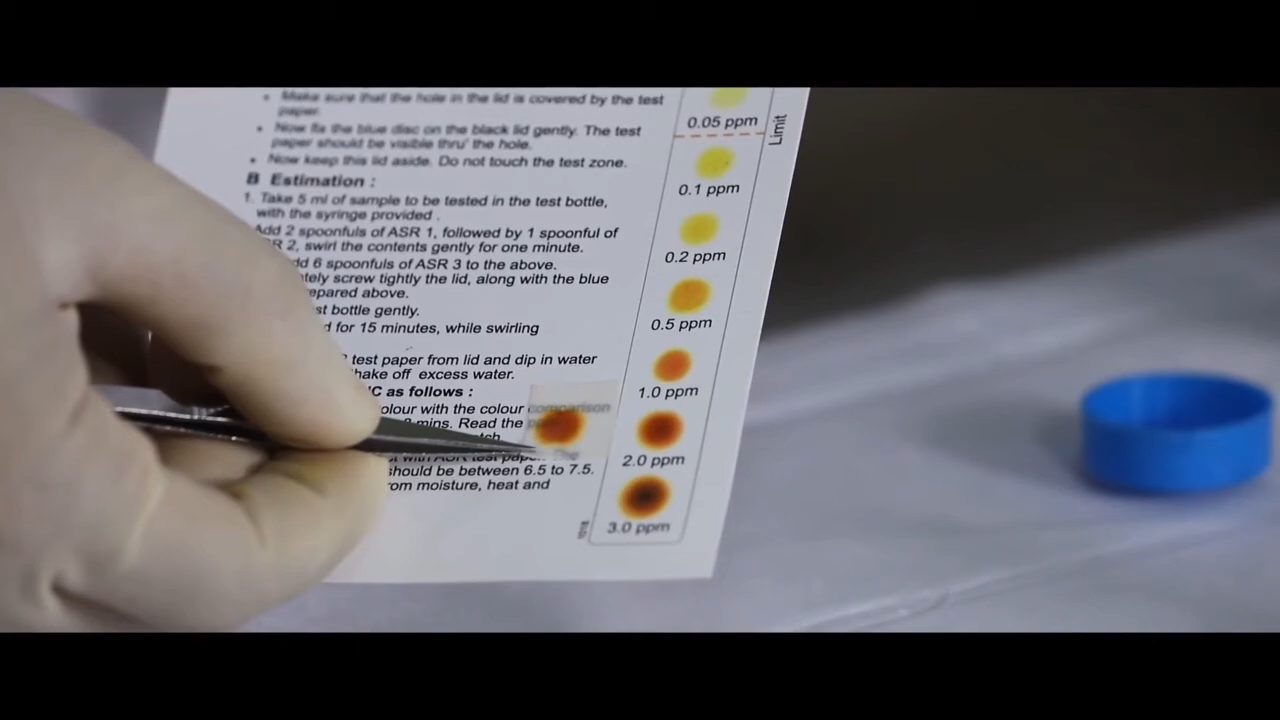 Make sure that the hole in the lid is covered by the test
paper.
Now fix the blue disc on the black lid gently. The test
paper should be visible thru' the hole.
Now keep this lid aside. Do not touch the test zone.
B Estimation :
1. Take 5 ml of sample to be tested in the test bottle,
with the syringe provided .
Add 2 spoonfuls of ASR 1, followed by 1 spoonful of
2, swirl the contents gently for one minute.
6 spoonfuls of ASR 3 to the above.
screw tightly the lid, along with the blue
above.
bottle gently.
for 15 minutes, while swirling
test paper from lid and dip in water
off excess water.
as follows :
with the colour comparison
mins. Read the
with ASR test
should be between 6.5 to 7.5.
moisture, heat and
0.05 ppm
Limit
0.1 ppm
0.2 ppm
0.5 ppm
1.0 ppm
2.0 ppm
3.0 ppm